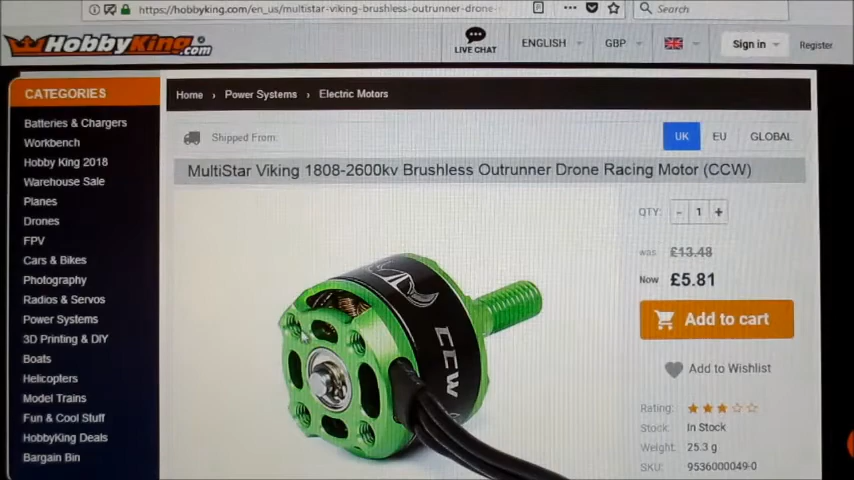 https://hobbyking.com/en_us/multistar-viking-brushless-outrunner-drone-
Search
HobbyKing.com
LIVE CHAT
ENGLISH
GBP
Sign in
Register
CATEGORIES
Batteries & Chargers
Workbench
Hobby King 2018
Warehouse Sale
Planes
Drones
FPV
Cars & Bikes
Photography
Radios & Servos
Power Systems
3D Printing & DIY
Boats
Helicopters
Model Trains
Fun & Cool Stuff
HobbyKing Deals
Bargain Bin
Home › Power Systems › Electric Motors
Shipped From:
UK EU GLOBAL
MultiStar Viking 1808-2600kv Brushless Outrunner Drone Racing Motor (CCW)
CCW
QTY: - 1 +
was £13.48
Now £5.81
Add to cart
Add to Wishlist
Rating:
Stock: In Stock
Weight: 25.3 g
SKU: 9536000049-0